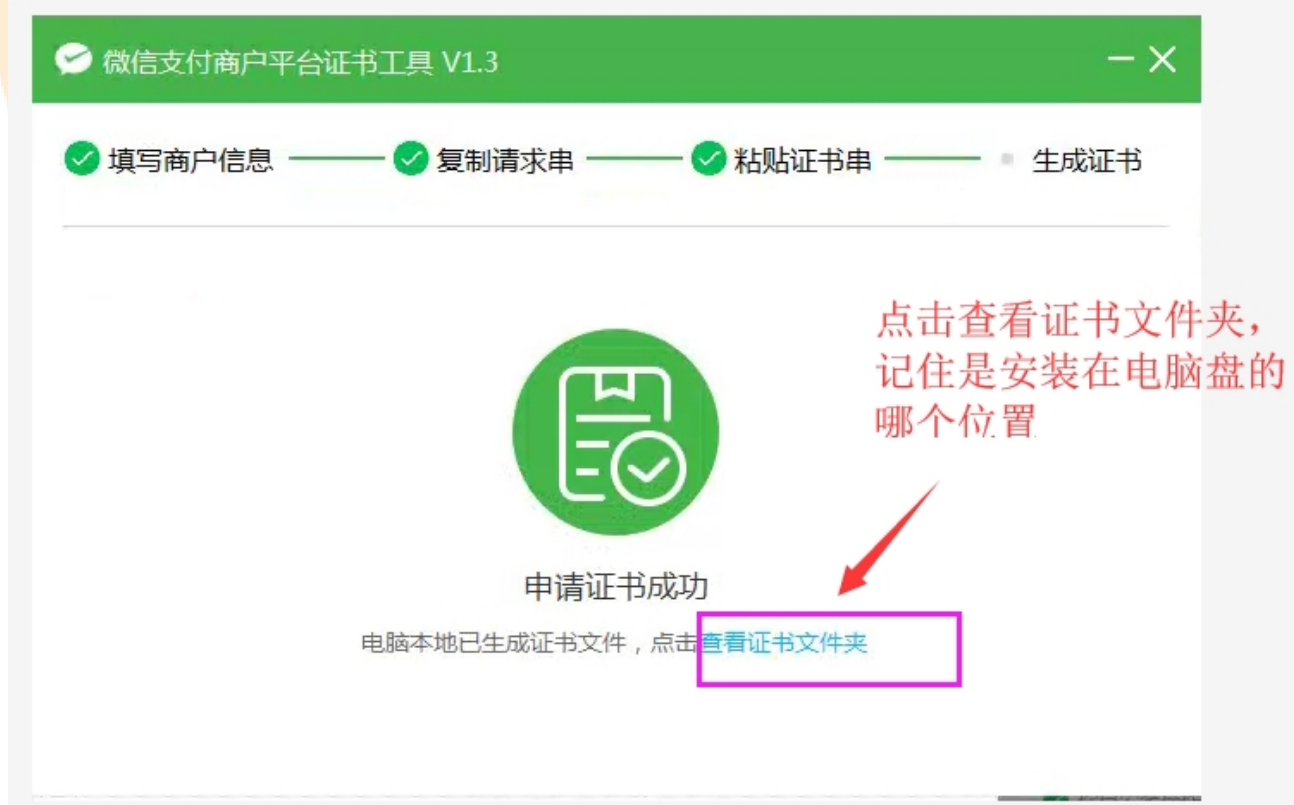 微信支付商户平台证书工具 V1.3
填写商户信息 复制请求串 粘贴证书串 生成证书
点击查看证书文件夹，
记住是安装在电脑盘的
哪个位置
申请证书成功
电脑本地已生成证书文件，点击查看证书文件夹